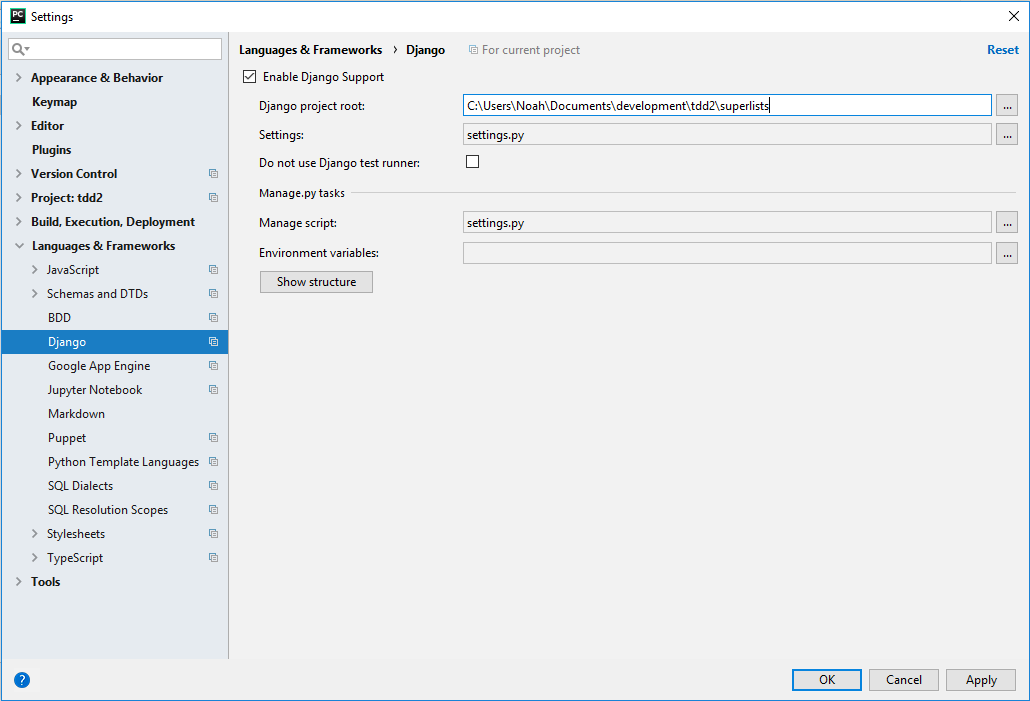 PC Settings
Languages & Frameworks › Django For current project Reset
Appearance & Behavior
Keymap
Editor
Plugins
Version Control
Project: tdd2
Build, Execution, Deployment
Languages & Frameworks
JavaScript
Schemas and DTDs
BDD
Django
Google App Engine
Jupyter Notebook
Markdown
Puppet
Python Template Languages
SQL Dialects
SQL Resolution Scopes
Stylesheets
TypeScript
Tools
Enable Django Support
Django project root: C:\Users\Noah\Documents\development\tdd2\superlists ...
Settings: settings.py ...
Do not use Django test runner:
Manage.py tasks
Manage script: settings.py ...
Environment variables: ...
Show structure
? OK Cancel Apply